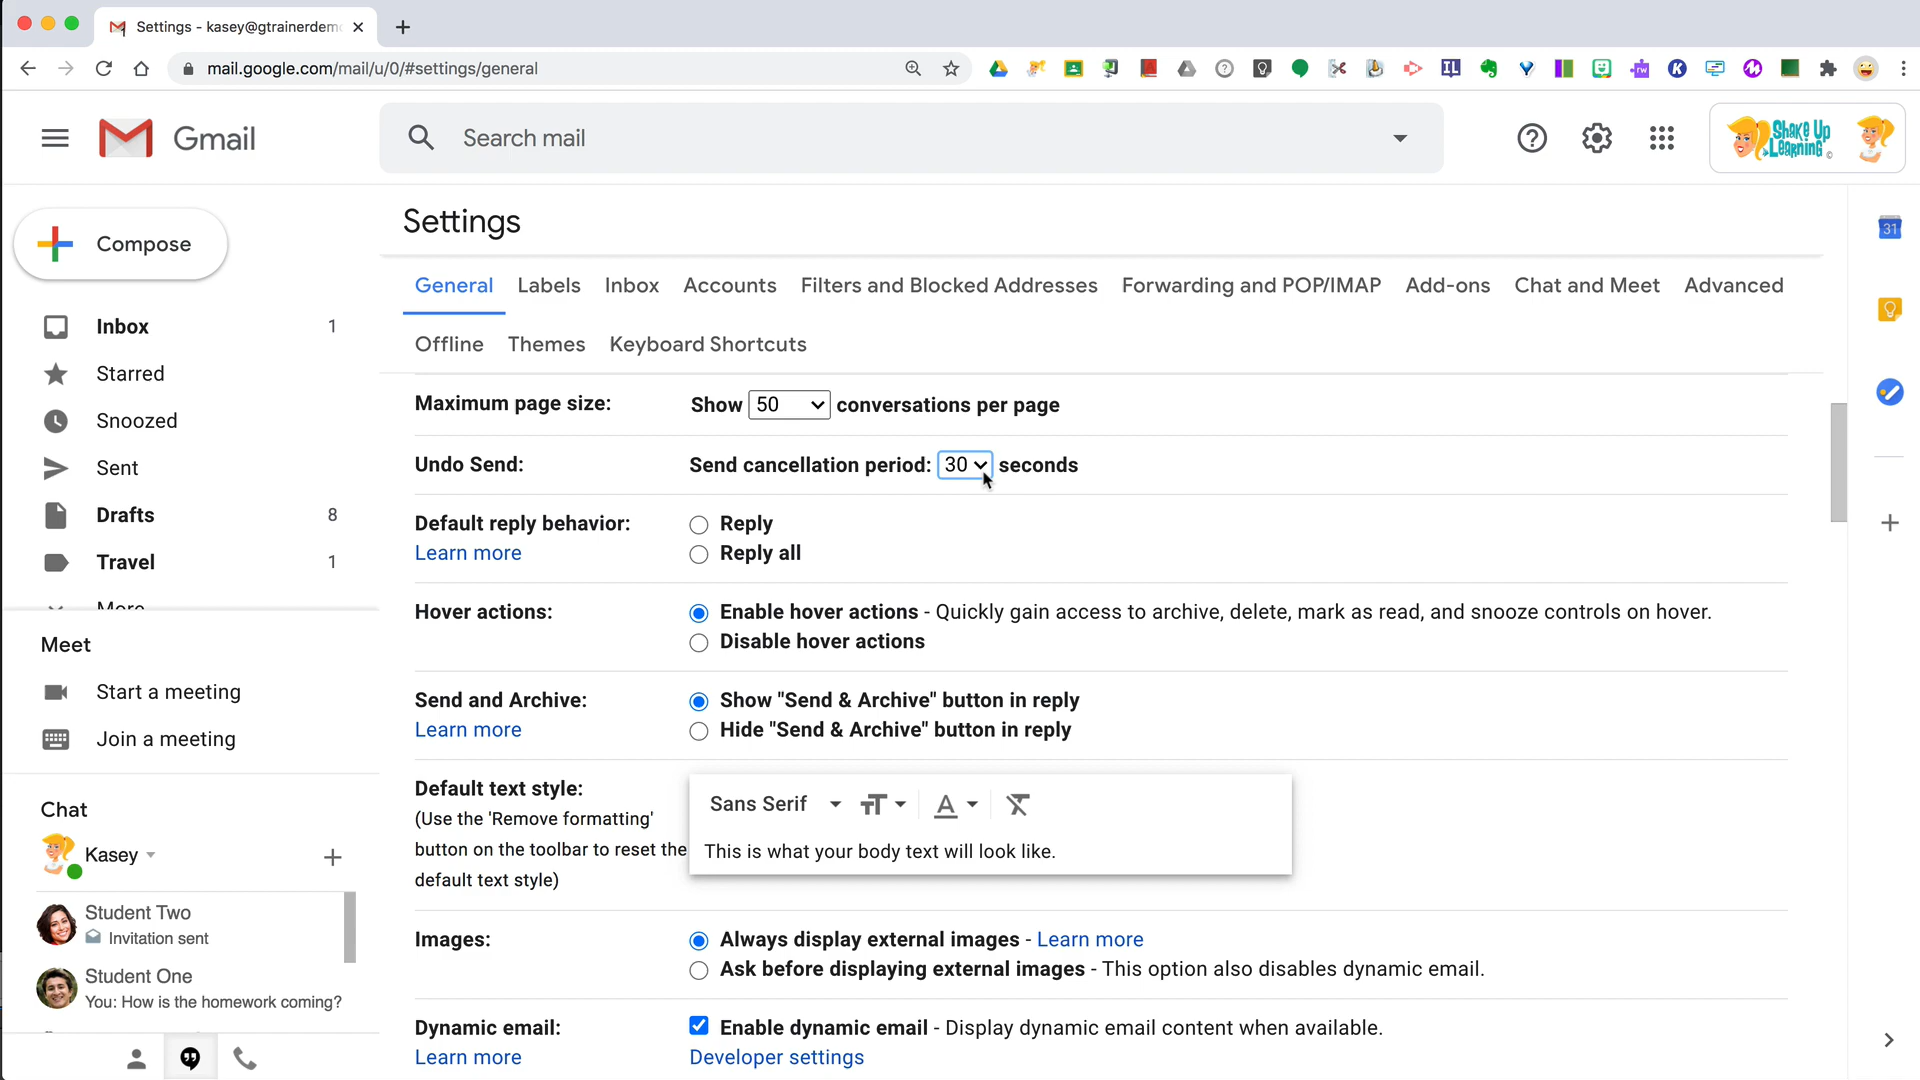 Settings - kasey@gtrainerdem
mail.google.com/mail/u/0/#settings/general
Gmail
Search mail
Shake Up
Learning
Compose
Inbox 1
Starred
Snoozed
Sent
Drafts 8
Travel 1
More
Meet
Start a meeting
Join a meeting
Chat
Kasey
Student Two
Invitation sent
Student One
You: How is the homework coming?
Settings
General Labels Inbox Accounts Filters and Blocked Addresses Forwarding and POP/IMAP Add-ons Chat and Meet Advanced
Offline Themes Keyboard Shortcuts
Maximum page size: Show 50 conversations per page
Undo Send: Send cancellation period: 30 seconds
Default reply behavior: Reply
Learn more Reply all
Hover actions: Enable hover actions - Quickly gain access to archive, delete, mark as read, and snooze controls on hover.
Disable hover actions
Send and Archive: Show "Send & Archive" button in reply
Learn more Hide "Send & Archive" button in reply
Default text style: Sans Serif
(Use the 'Remove formatting'
button on the toolbar to reset the
default text style)
This is what your body text will look like.
Images: Always display external images - Learn more
Ask before displaying external images - This option also disables dynamic email.
Dynamic email: Enable dynamic email - Display dynamic email content when available.
Learn more Developer settings
31